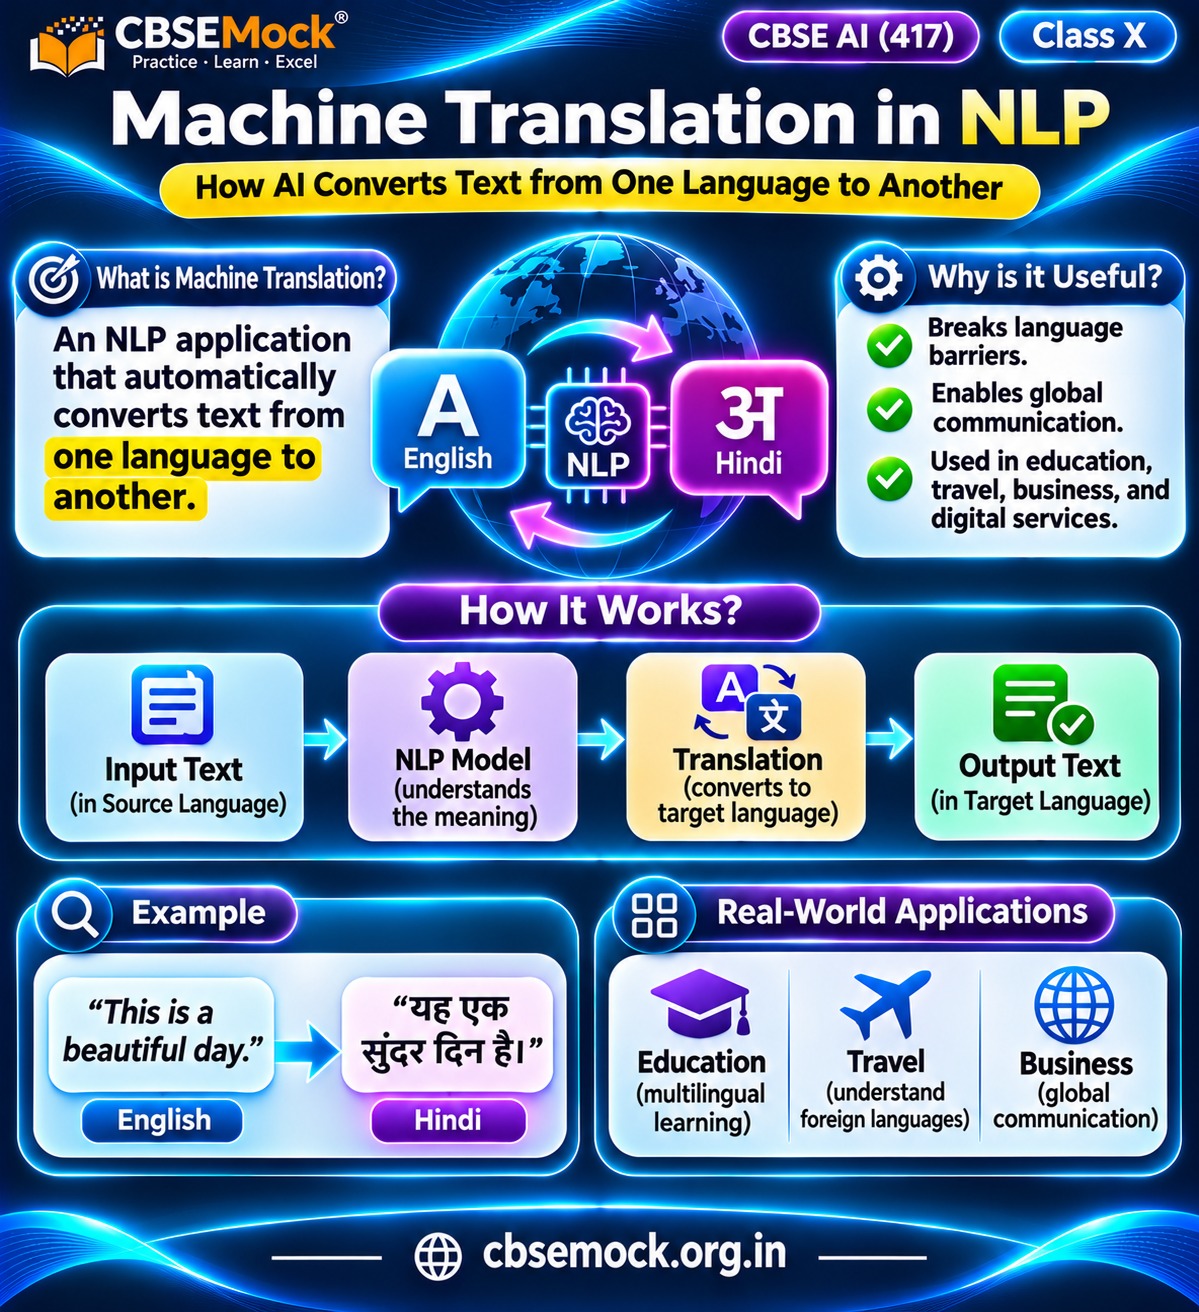 CBSEMock®
Practice · Learn · Excel
CBSE AI (417)
Class X
Machine Translation in NLP
How AI Converts Text from One Language to Another
What is Machine Translation?
An NLP application
that automatically
converts text from
one language to
another.
A
English
NLP
अ
Hindi
Why is it Useful?
Breaks language
barriers.
Enables global
communication.
Used in education,
travel, business, and
digital services.
How It Works?
Input Text
(in Source Language)
NLP Model
(understands
the meaning)
A
文
Translation
(converts to
target language)
Output Text
(in Target Language)
Example
“This is a
beautiful day.”
English
“यह एक
सुंदर दिन है।”
Hindi
Real-World Applications
Education
(multilingual
learning)
Travel
(understand
foreign languages)
Business
(global
communication)
cbsemock.org.in